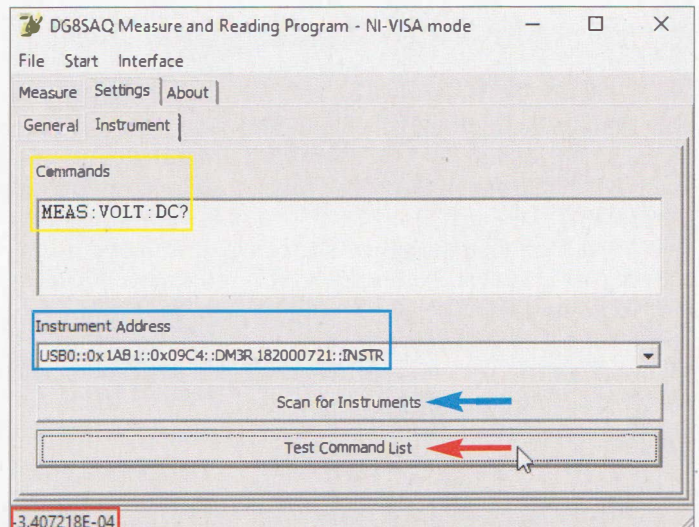 DG8SAQ Measure and Reading Program - NI-VISA mode
File Start Interface
Measure Settings About
General Instrument
Commands
MEAS:VOLT:DC?
Instrument Address
USB0::0x1AB1::0x09C4::DM3R182000721::INSTR
Scan for Instruments
Test Command List
-3.407218E-04